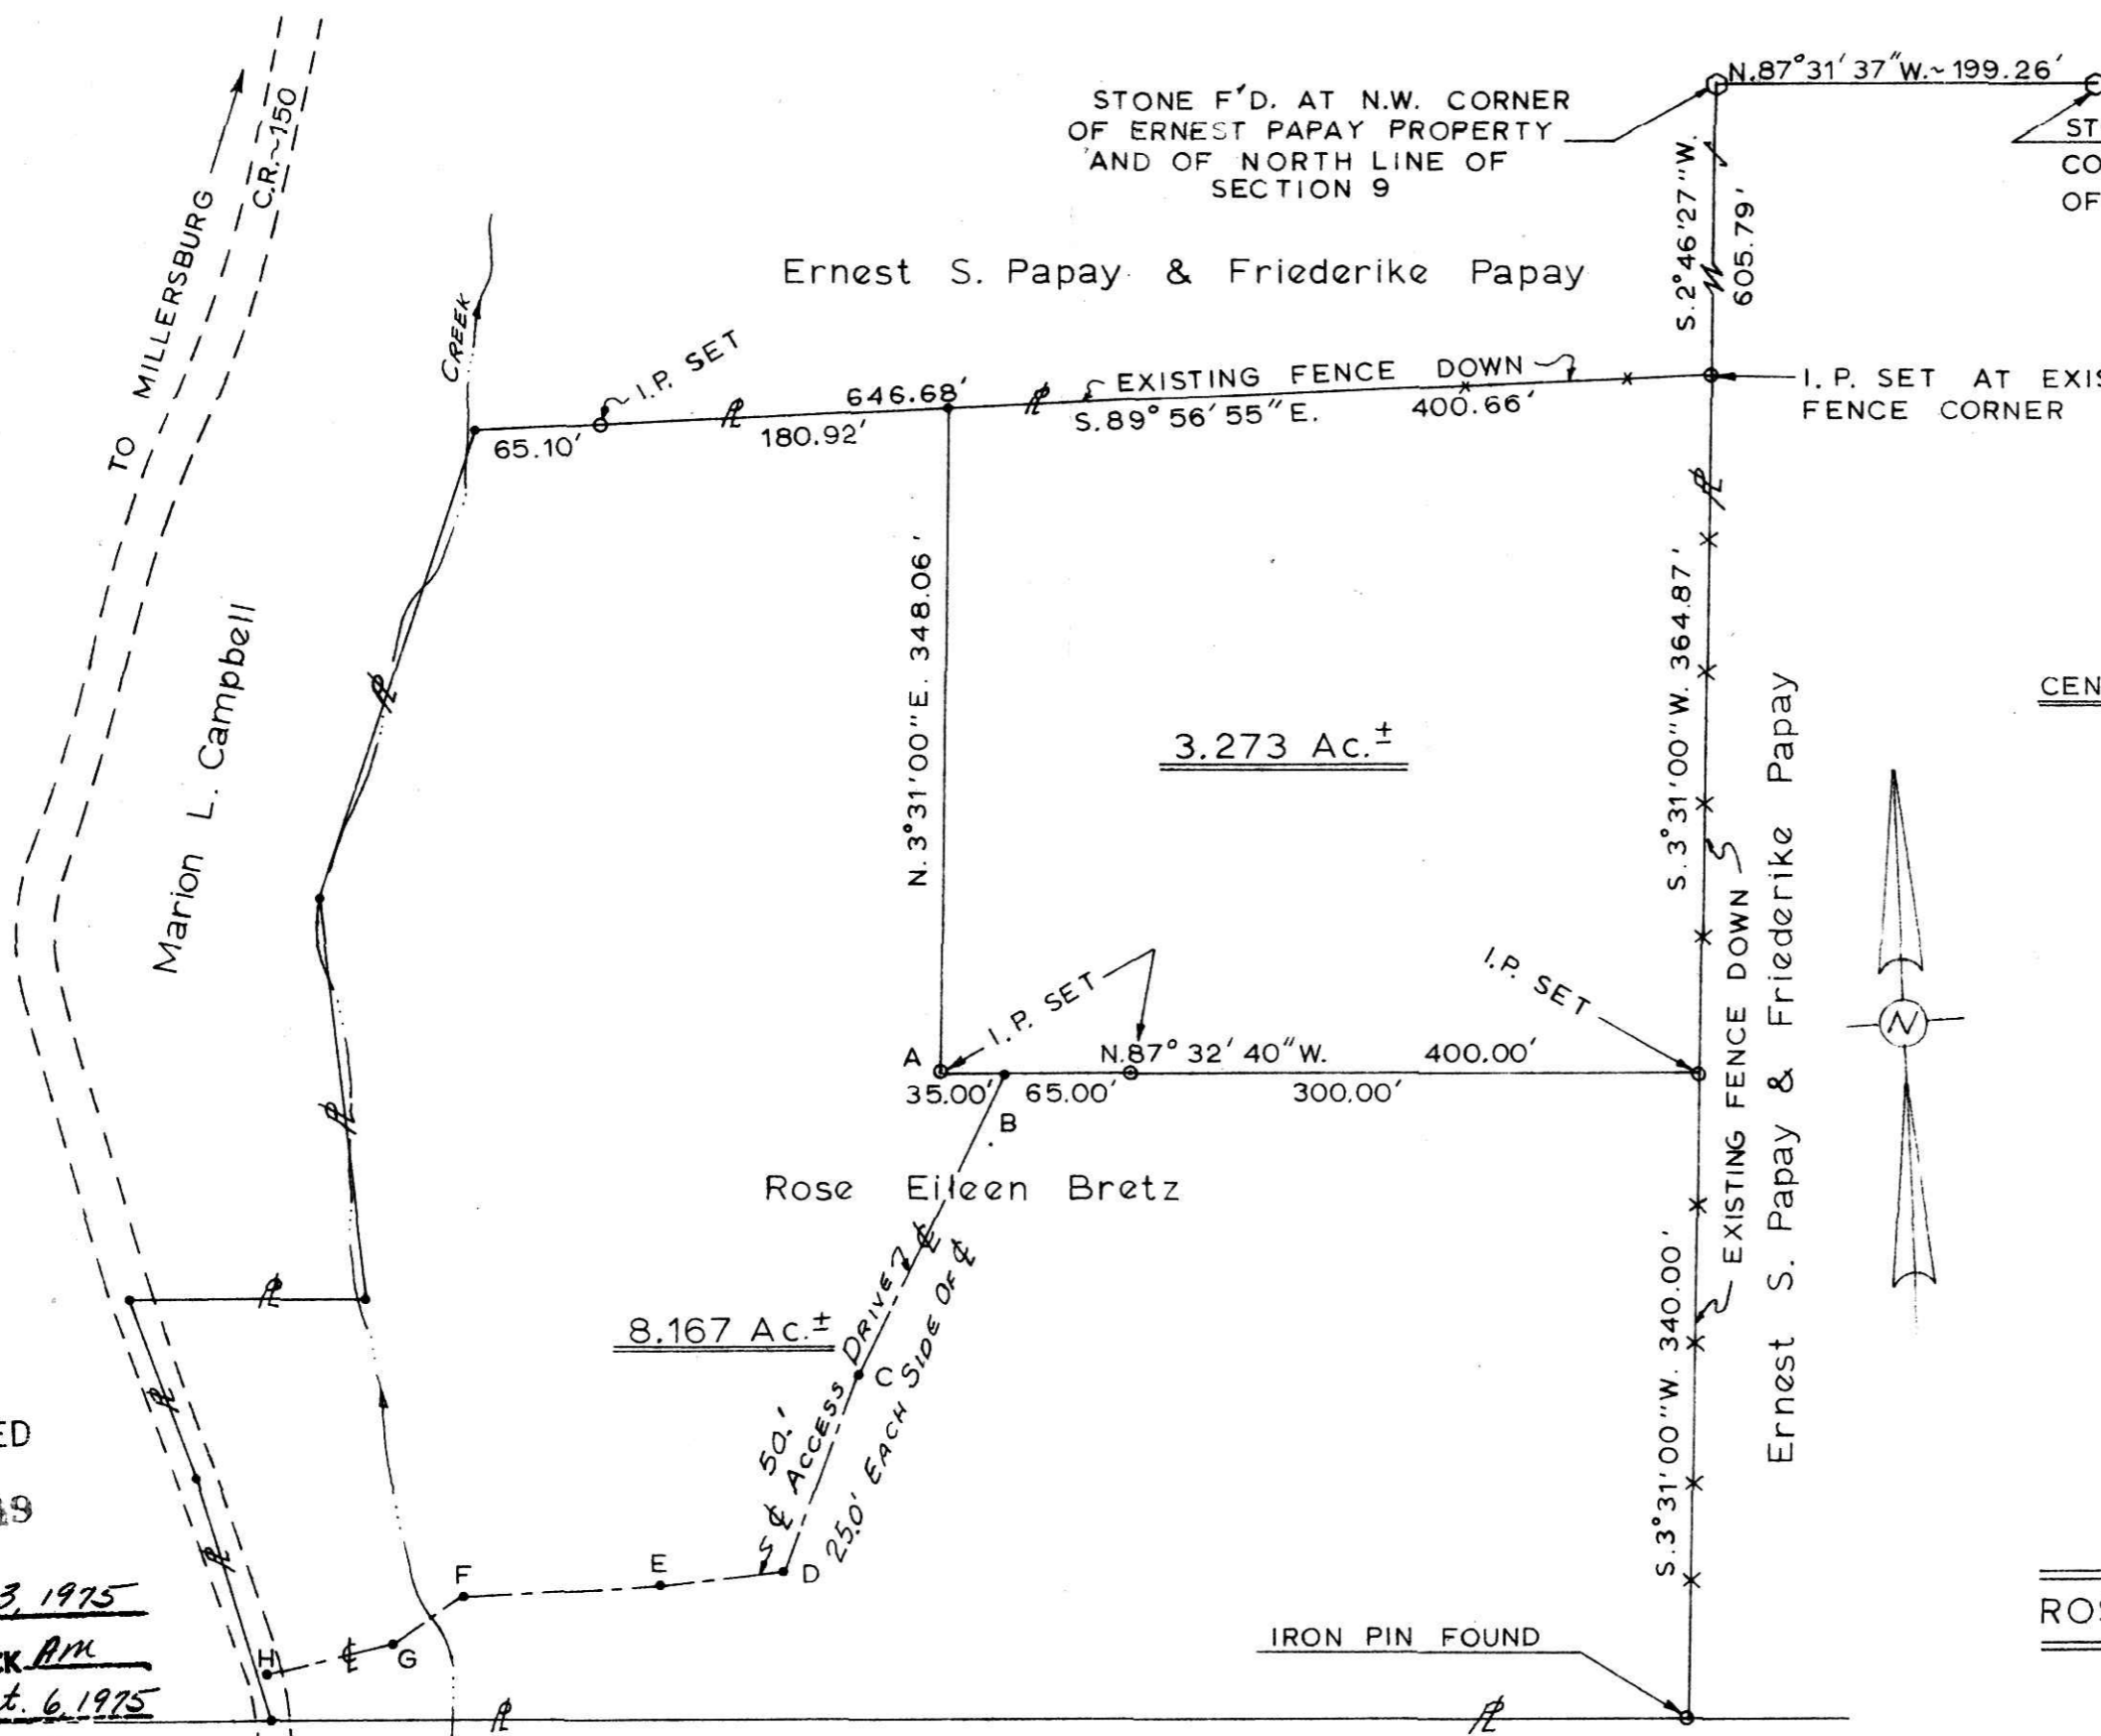 N.87°31'37"W.~199.26'
STONE F'D. AT N.W. CORNER
OF ERNEST PAPAY PROPERTY
AND OF NORTH LINE OF
SECTION 9
ST
CO
OF
S.2°46'27"W.
605.79'
C.R.~150
TO MILLERSBURG
Ernest S. Papay & Friederike Papay
CREEK
I.P. SET
646.68'
EXISTING FENCE DOWN
S.89°56'55"E.
400.66'
65.10'
180.92'
I.P. SET AT EXIS
FENCE CORNER
℄
Marion L. Campbell
N.3°31'00"E. 348.06'
S.3°31'00"W. 364.87'
3.273 Ac.±
CEN
Ernest S. Papay & Friederike Papay
EXISTING FENCE DOWN
N
I.P. SET
I.P. SET
A
N.87°32'40"W.
400.00'
35.00'
65.00'
300.00'
B
Rose Eileen Bretz
8.167 Ac.±
50.'
℄ ACCESS DRIVE ℄
25.0' EACH SIDE OF ℄
C
S.3°31'00"W. 340.00'
D
E
F
G
H
ED
3, 1975
CK AM
t. 6, 1975
IRON PIN FOUND
ROS